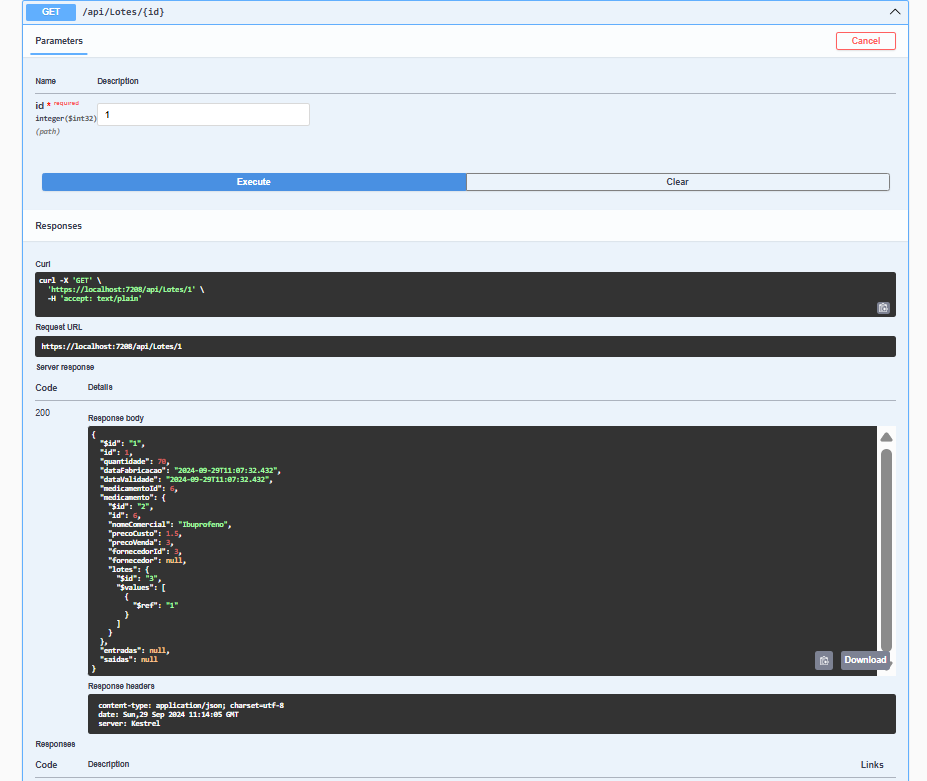 GET /api/Lotes/{id}
Parameters
Cancel
Name Description
id * required
integer($int32)
(path)
1
Execute Clear
Responses
Curl
curl -X 'GET' \
  'https://localhost:7208/api/Lotes/1' \
  -H 'accept: text/plain'
Request URL
https://localhost:7208/api/Lotes/1
Server response
Code Details
200
Response body
{
  "$id": "1",
  "id": 1,
  "quantidade": 70,
  "dataFabricacao": "2024-09-29T11:07:32.432",
  "dataValidade": "2024-09-29T11:07:32.432",
  "medicamentoId": 6,
  "medicamento": {
    "$id": "2",
    "id": 6,
    "nomeComercial": "Ibuprofeno",
    "precoCusto": 1.5,
    "precoVenda": 3,
    "fornecedorId": 3,
    "fornecedor": null,
    "lotes": {
      "$id": "3",
      "$values": [
        {
          "$ref": "1"
        }
      ]
    }
  },
  "entradas": null,
  "saidas": null
}
Download
Response headers
content-type: application/json; charset=utf-8
date: Sun,29 Sep 2024 11:14:05 GMT
server: Kestrel
Responses
Code Description Links